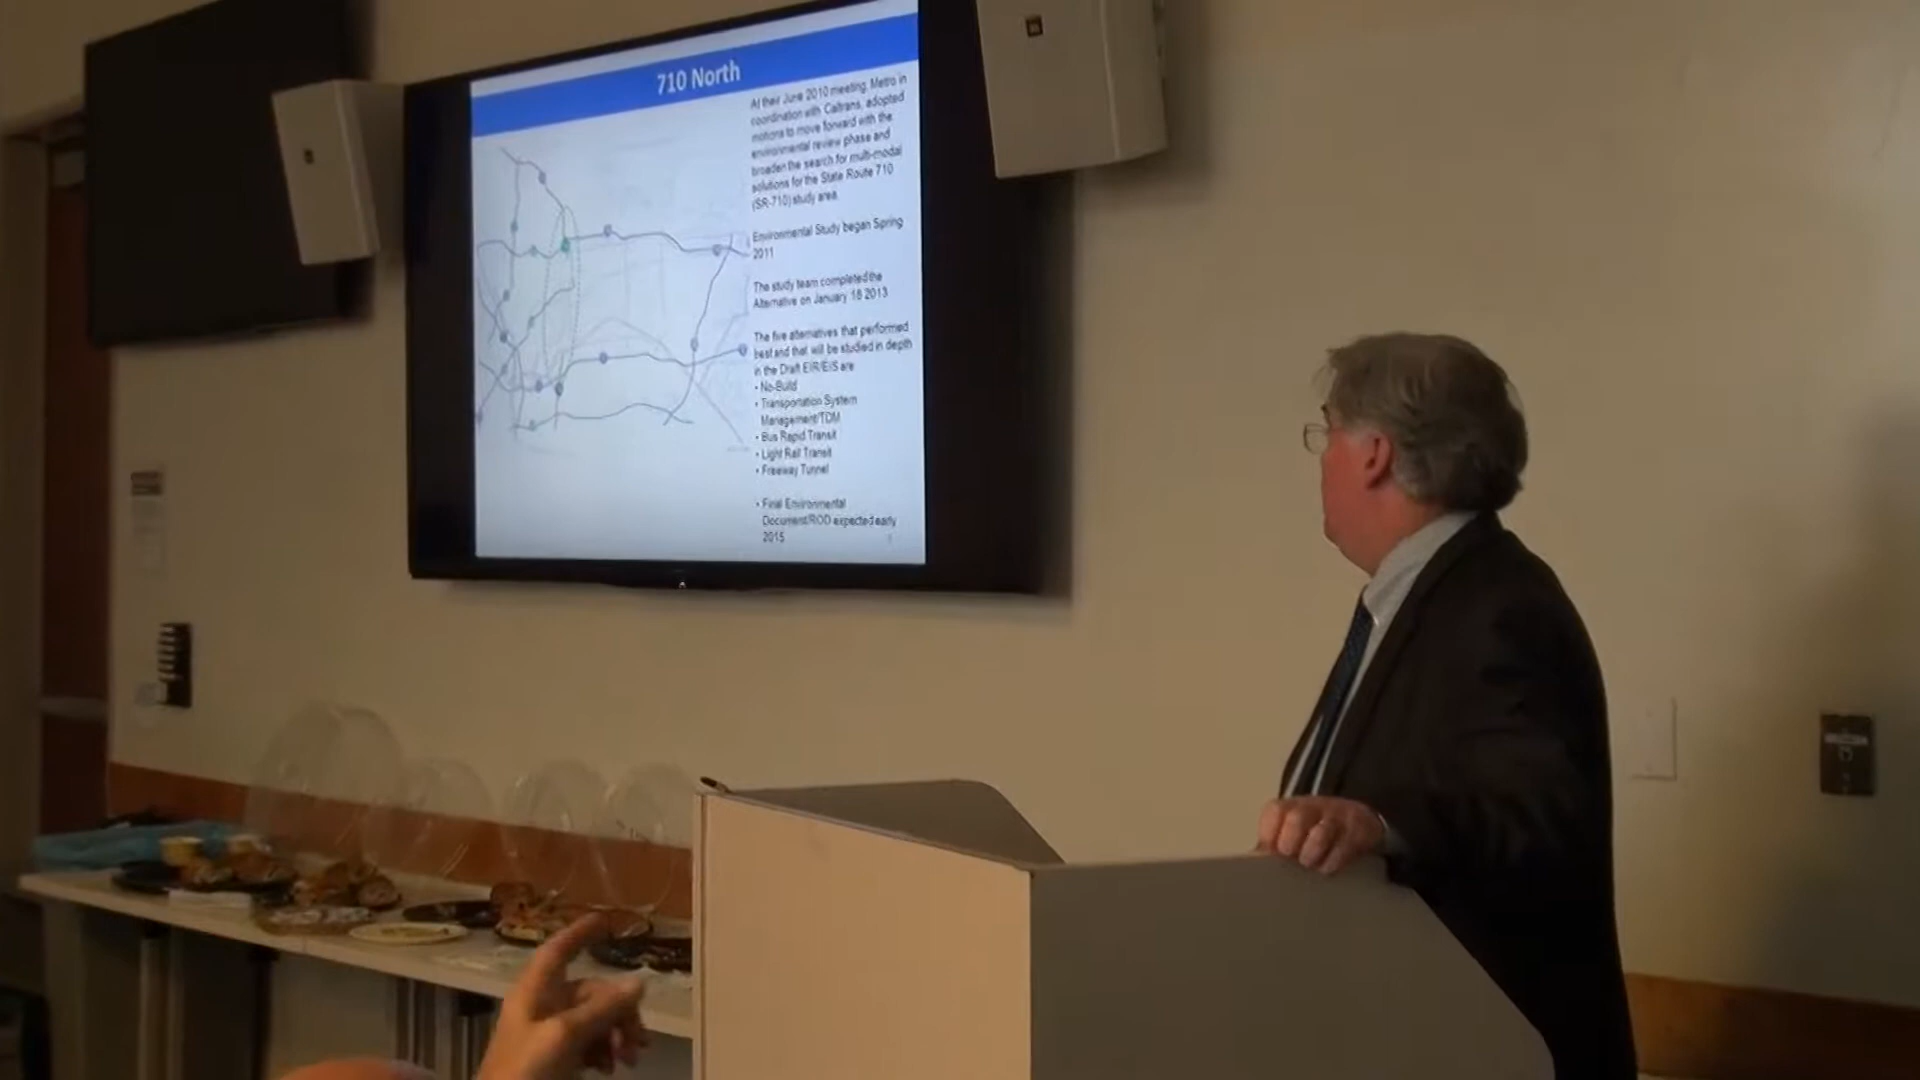 710 North
At their June 2010 meeting, Metro in
coordination with Caltrans, adopted
motions to move forward with the
environmental review phase and
broaden the search for multi-modal
solutions for the State Route 710
(SR-710) study area
Environmental Study began Spring
2011
The study team completed the
Alternative on January 18 2013
The five alternatives that performed
best and that will be studied in depth
in the Draft EIR/EIS are
• No-Build
• Transportation System
Management/TDM
• Bus Rapid Transit
• Light Rail Transit
• Freeway Tunnel
• Final Environmental
Document/ROD expected early
2015